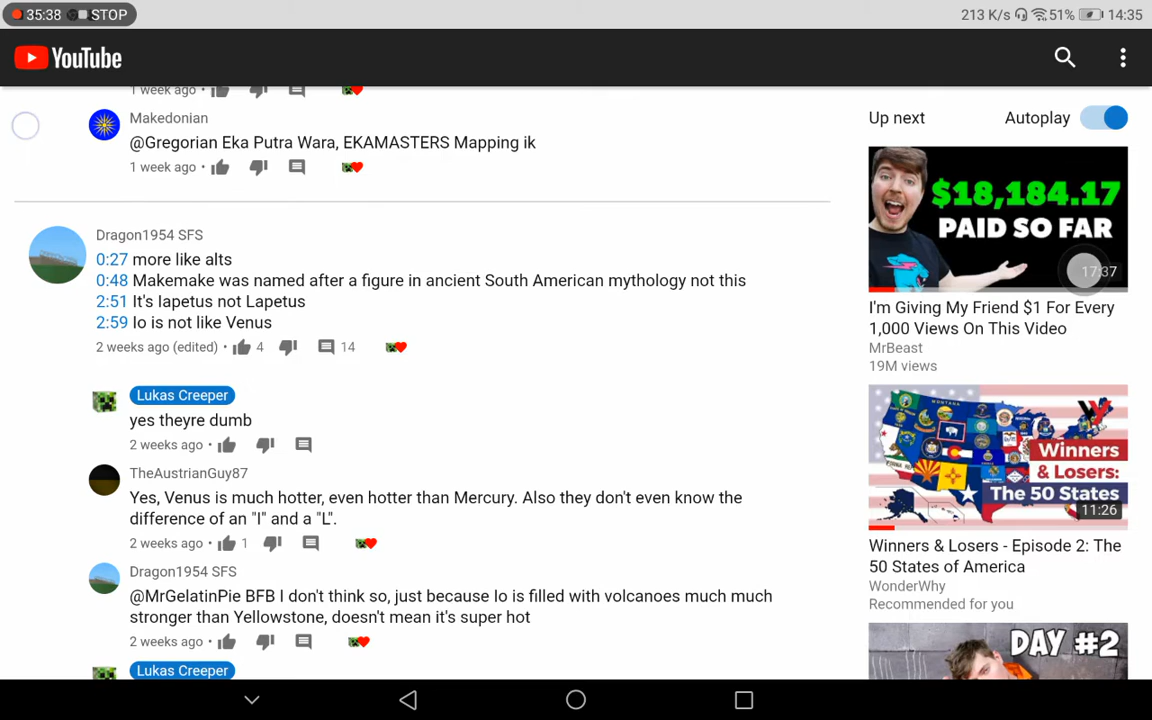 35:38 STOP
213 K/s 51% 14:35
YouTube
1 week ago
Makedonian
@Gregorian Eka Putra Wara, EKAMASTERS Mapping ik
1 week ago •
Dragon1954 SFS
0:27 more like alts
0:48 Makemake was named after a figure in ancient South American mythology not this
2:51 It's Iapetus not Lapetus
2:59 Io is not like Venus
2 weeks ago (edited) • 4 14
Lukas Creeper
yes theyre dumb
2 weeks ago •
TheAustrianGuy87
Yes, Venus is much hotter, even hotter than Mercury. Also they don't even know the
difference of an "I" and a "L".
2 weeks ago • 1
Dragon1954 SFS
@MrGelatinPie BFB I don't think so, just because Io is filled with volcanoes much much
stronger than Yellowstone, doesn't mean it's super hot
2 weeks ago •
Lukas Creeper
Up next Autoplay
$18,184.17
PAID SO FAR
17:37
I'm Giving My Friend $1 For Every
1,000 Views On This Video
MrBeast
19M views
Winners
& Losers:
The 50 States
11:26
Winners & Losers - Episode 2: The
50 States of America
WonderWhy
Recommended for you
DAY #2